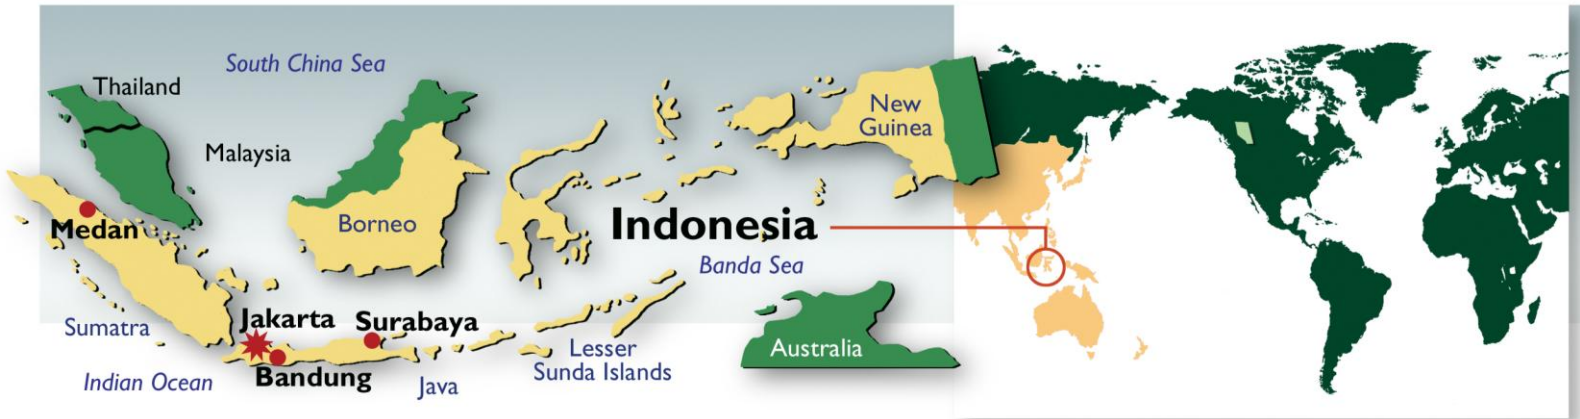 South China Sea
Thailand
Malaysia
New
Guinea
Medan
Borneo
Indonesia
Banda Sea
Sumatra
Jakarta
Surabaya
Australia
Lesser
Sunda Islands
Indian Ocean
Bandung
Java